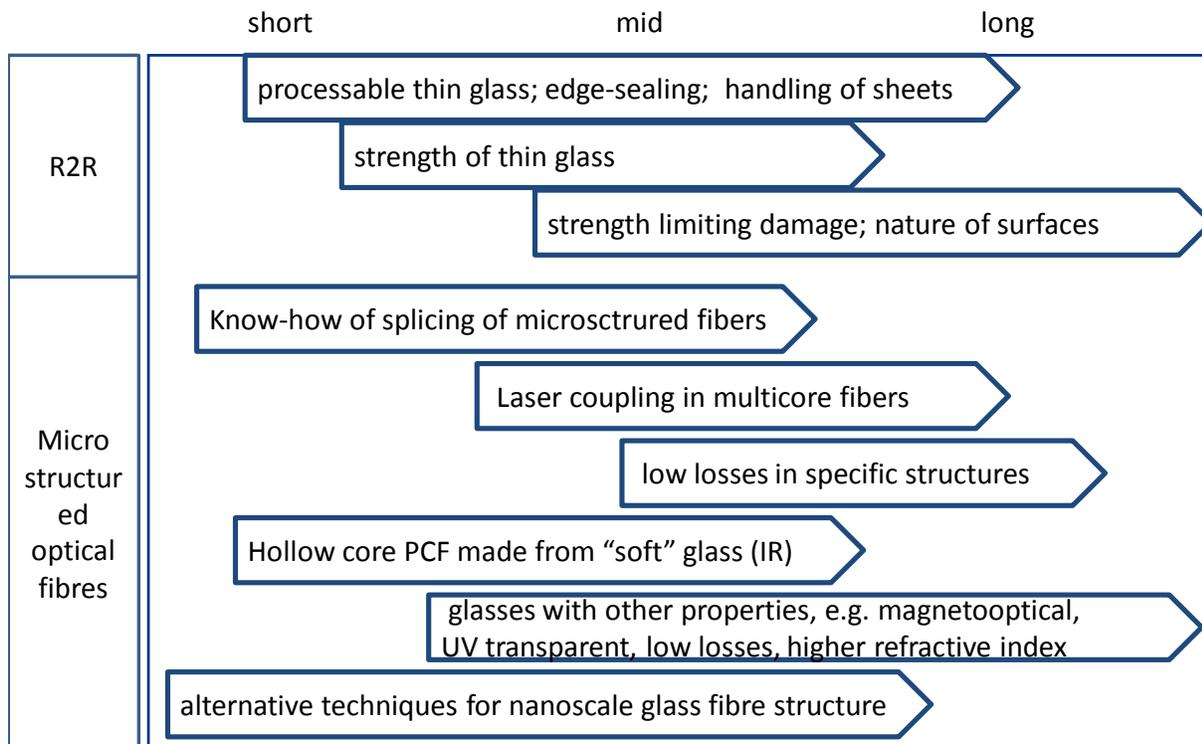 short mid long
R2R
processable thin glass; edge-sealing; handling of sheets
strength of thin glass
strength limiting damage; nature of surfaces
Micro
structur
ed
optical
fibres
Know-how of splicing of microsctrured fibers
Laser coupling in multicore fibers
low losses in specific structures
Hollow core PCF made from “soft” glass (IR)
glasses with other properties, e.g. magnetooptical,
UV transparent, low losses, higher refractive index
alternative techniques for nanoscale glass fibre structure